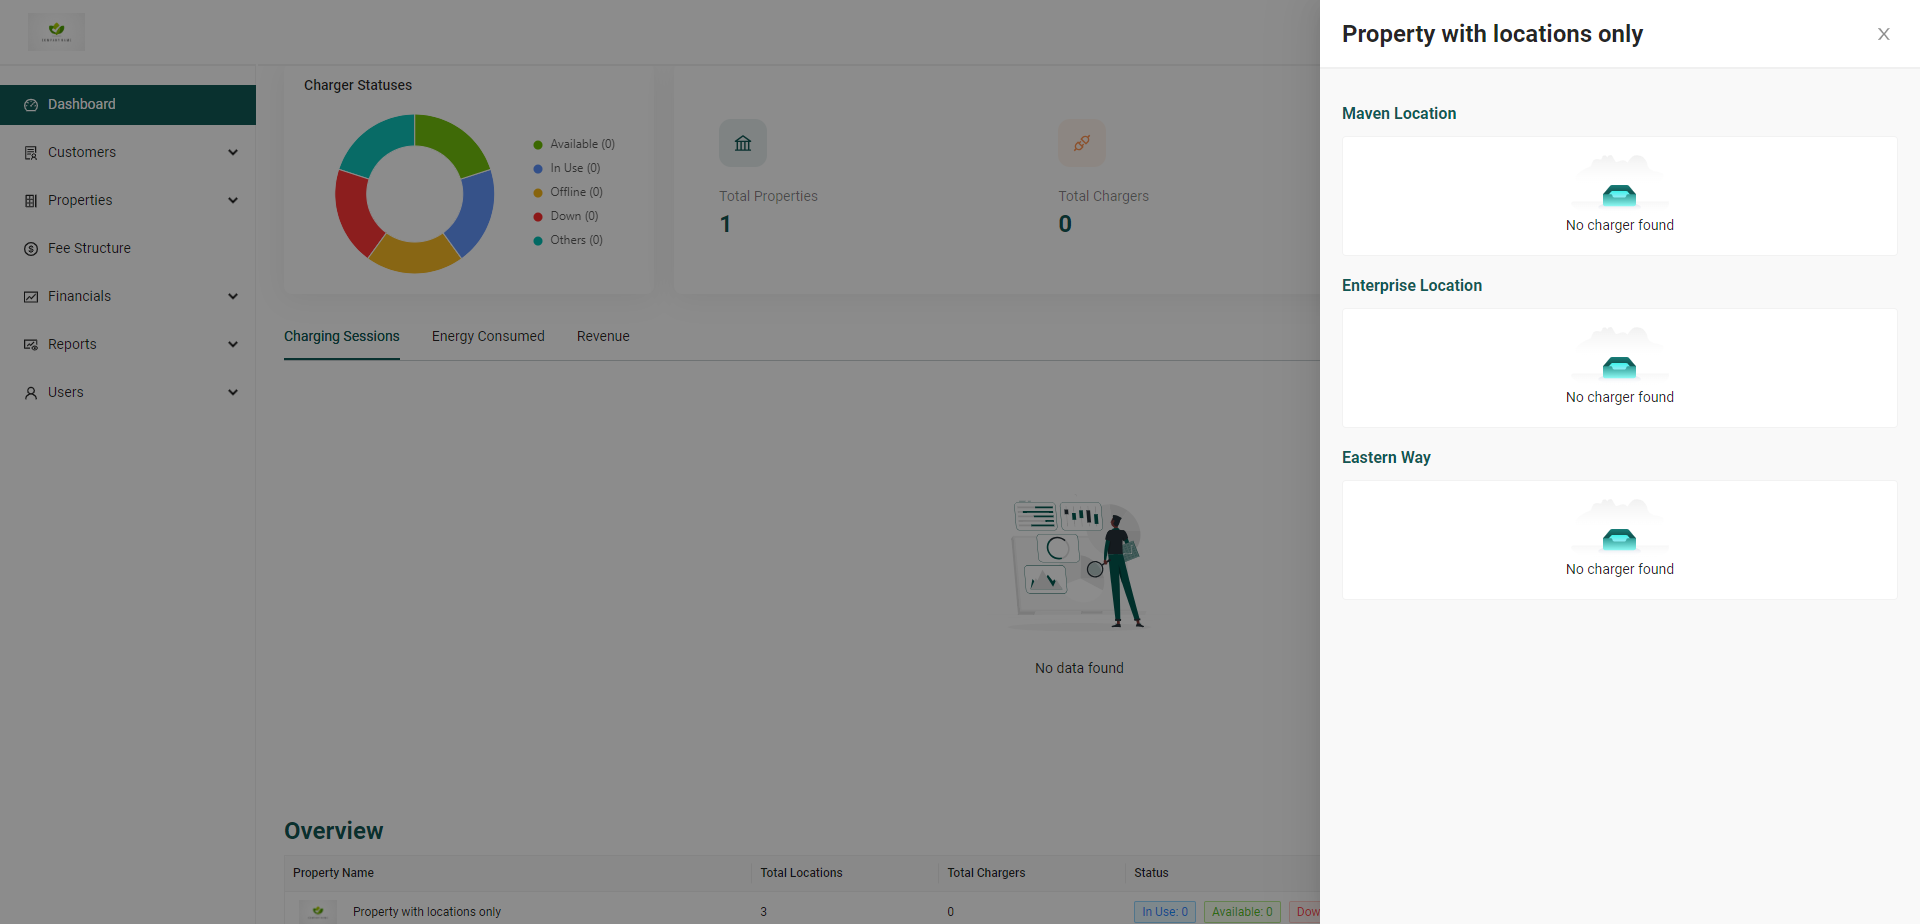 Dashboard
Customers
Properties
Fee Structure
Financials
Reports
Users
Charger Statuses
Available (0)
In Use (0)
Offline (0)
Down (0)
Others (0)
Total Properties
1
Total Chargers
0
Charging Sessions
Energy Consumed
Revenue
No data found
Overview
Property Name
Total Locations
Total Chargers
Status
Property with locations only
3
0
In Use: 0
Available: 0
Dow
Property with locations only
Maven Location
No charger found
Enterprise Location
No charger found
Eastern Way
No charger found